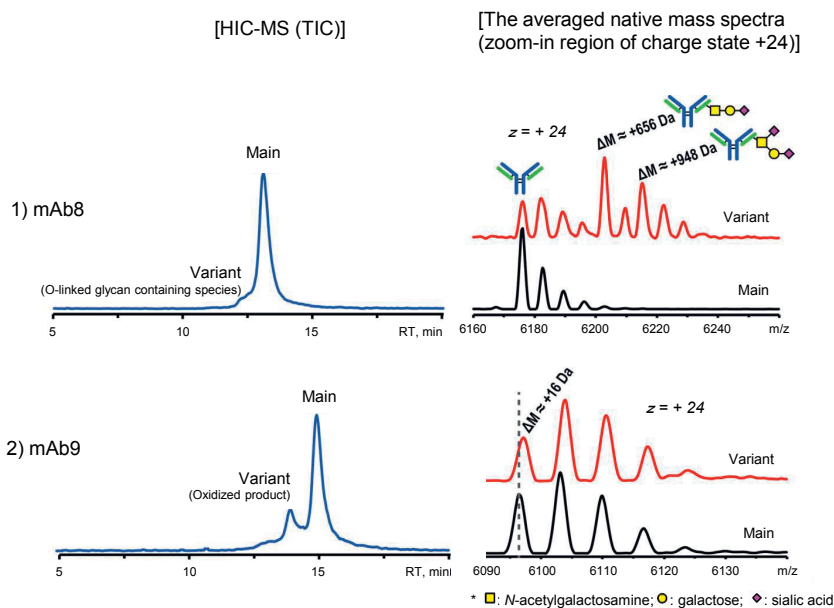 [HIC-MS (TIC)]
[The averaged native mass spectra
(zoom-in region of charge state +24)]
1) mAb8
Main
Variant
(O-linked glycan containing species)
5 10 15 RT, min
z = + 24
ΔM ≈ +656 Da
ΔM ≈ +948 Da
Variant
Main
6160 6180 6200 6220 6240 m/z
2) mAb9
Main
Variant
(Oxidized product)
5 10 15 RT, min
ΔM ≈ +16 Da
z = + 24
Variant
Main
6090 6100 6110 6120 6130 m/z
* : N-acetylgalactosamine; : galactose; : sialic acid